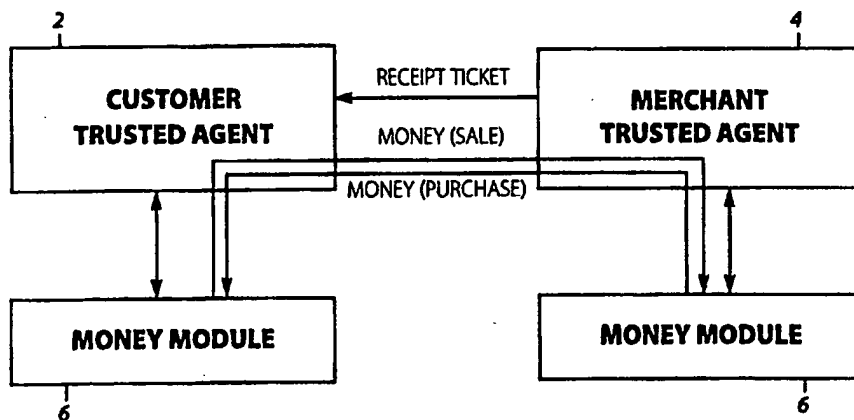 2
4
CUSTOMER
TRUSTED AGENT
RECEIPT TICKET
MERCHANT
TRUSTED AGENT
MONEY (SALE)
MONEY (PURCHASE)
MONEY MODULE
MONEY MODULE
6
6